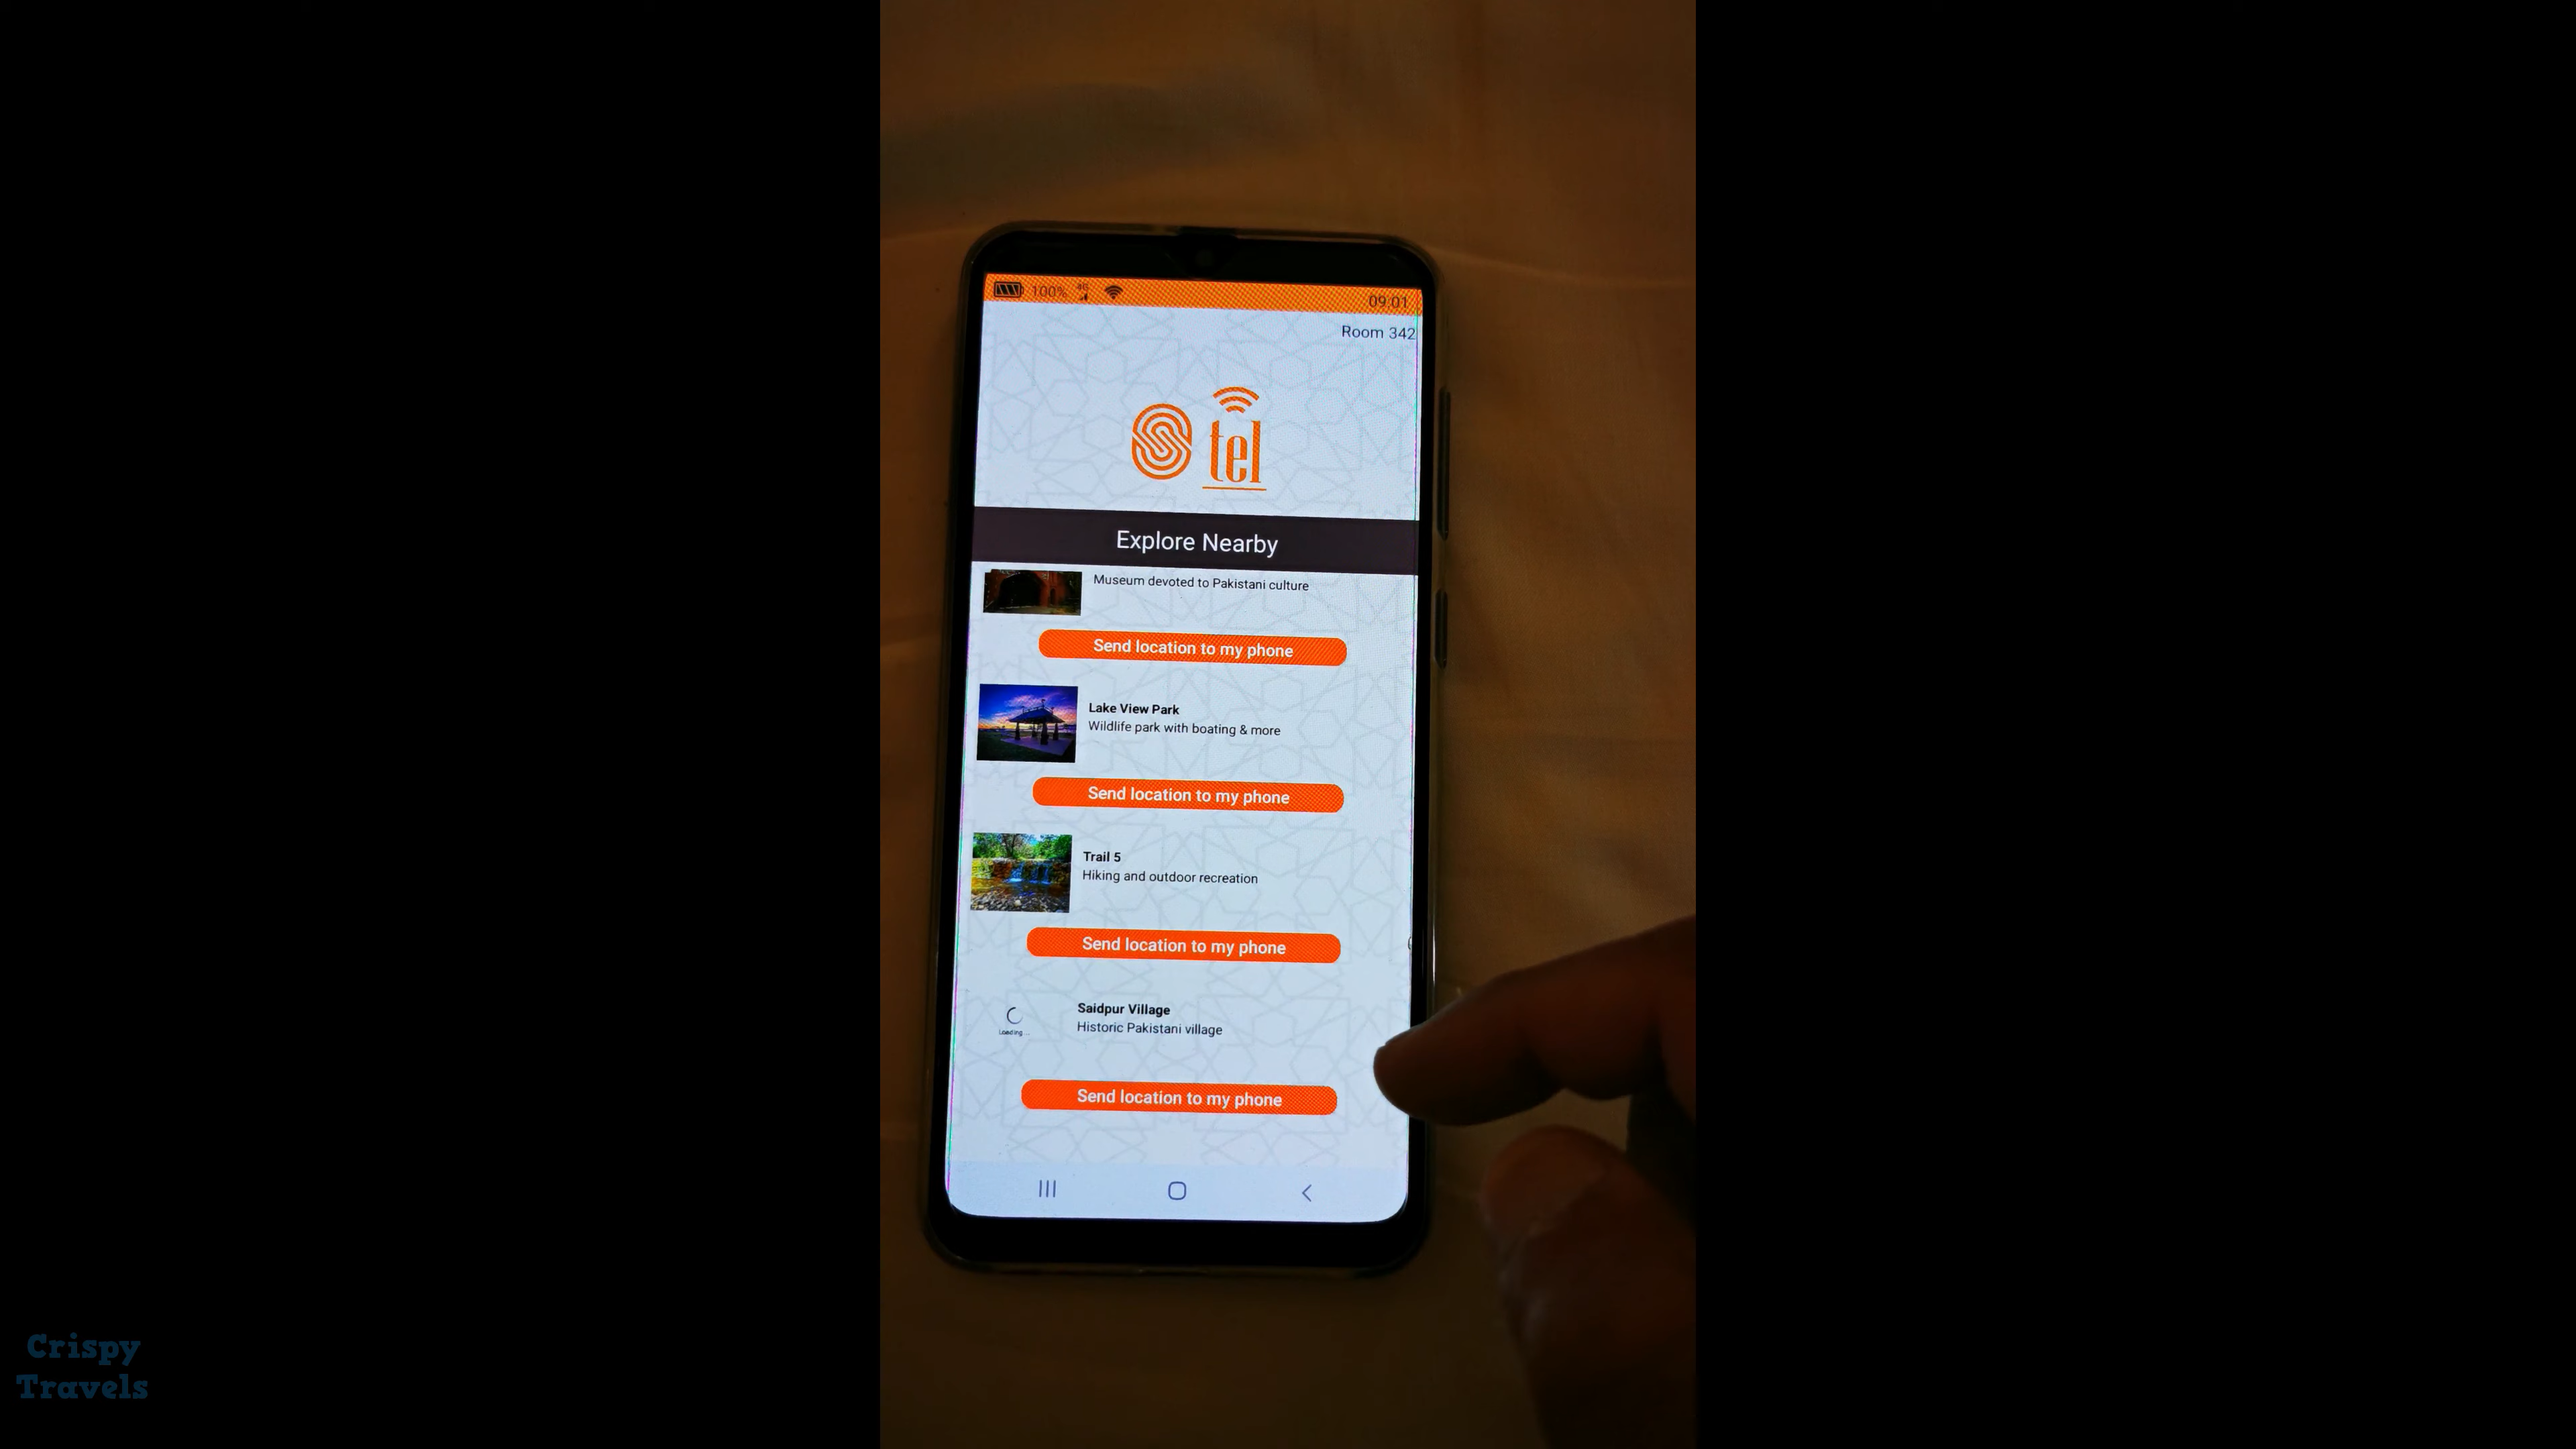 100% 4G 09:01
Room 342
S tel
Explore Nearby
Museum devoted to Pakistani culture
Send location to my phone
Lake View Park
Wildlife park with boating & more
Send location to my phone
Trail 5
Hiking and outdoor recreation
Send location to my phone
Saidpur Village
Loading ...
Historic Pakistani village
Send location to my phone
Crispy
Travels